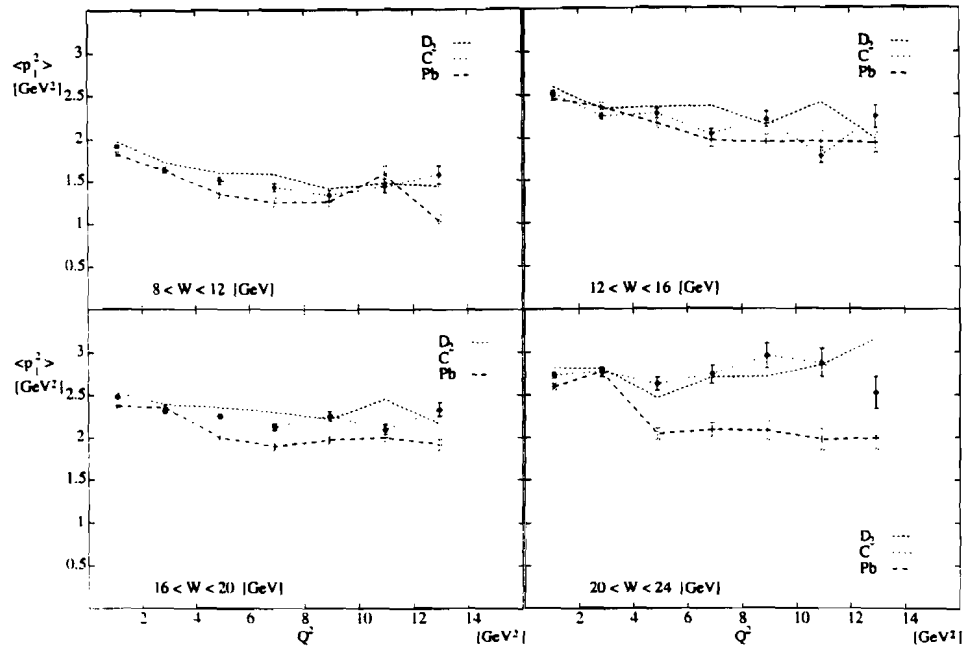 3
2.5
2
1.5
1
0.5
<p⊥²>
[GeV²]
D₂
C
Pb
8 < W < 12 [GeV]
D₂
C
Pb
12 < W < 16 [GeV]
3
2.5
2
1.5
1
0.5
<p⊥²>
[GeV²]
D₂
C
Pb
16 < W < 20 [GeV]
D₂
C
Pb
20 < W < 24 [GeV]
2 4 6 8 10 12 14
Q² [GeV²]
2 4 6 8 10 12 14
Q² [GeV²]